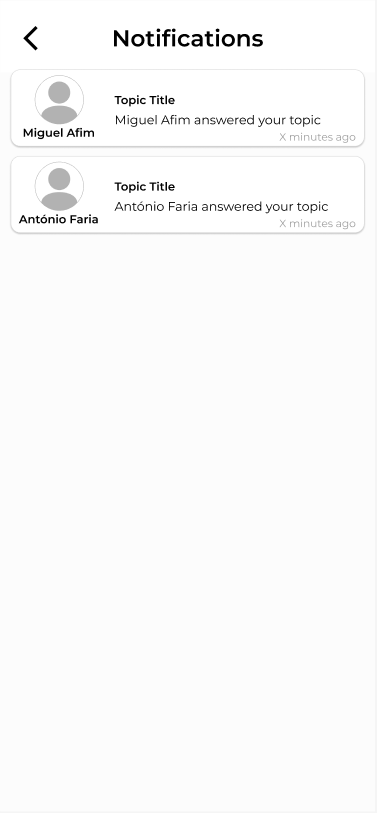 Notifications
Topic Title
Miguel Afim answered your topic
Miguel Afim
X minutes ago
Topic Title
António Faria answered your topic
António Faria
X minutes ago